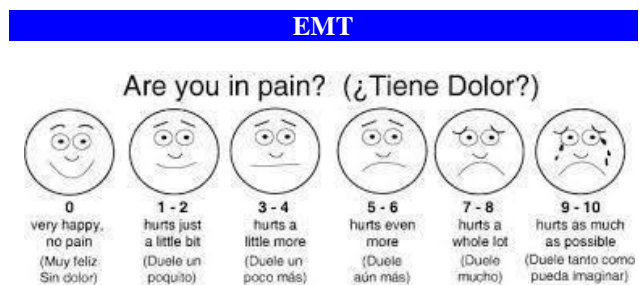 EMT
Are you in pain? (¿Tiene Dolor?)
0 1 - 2 3 - 4 5 - 6 7 - 8 9 - 10
very happy, hurts just hurts a hurts even hurts a hurts as much
no pain a little bit little more more whole lot as possible
(Muy feliz (Duele un (Duele un (Duele (Duele (Duele tanto como
Sin dolor) poquito) poco más) aún más) mucho) pueda imaginar)